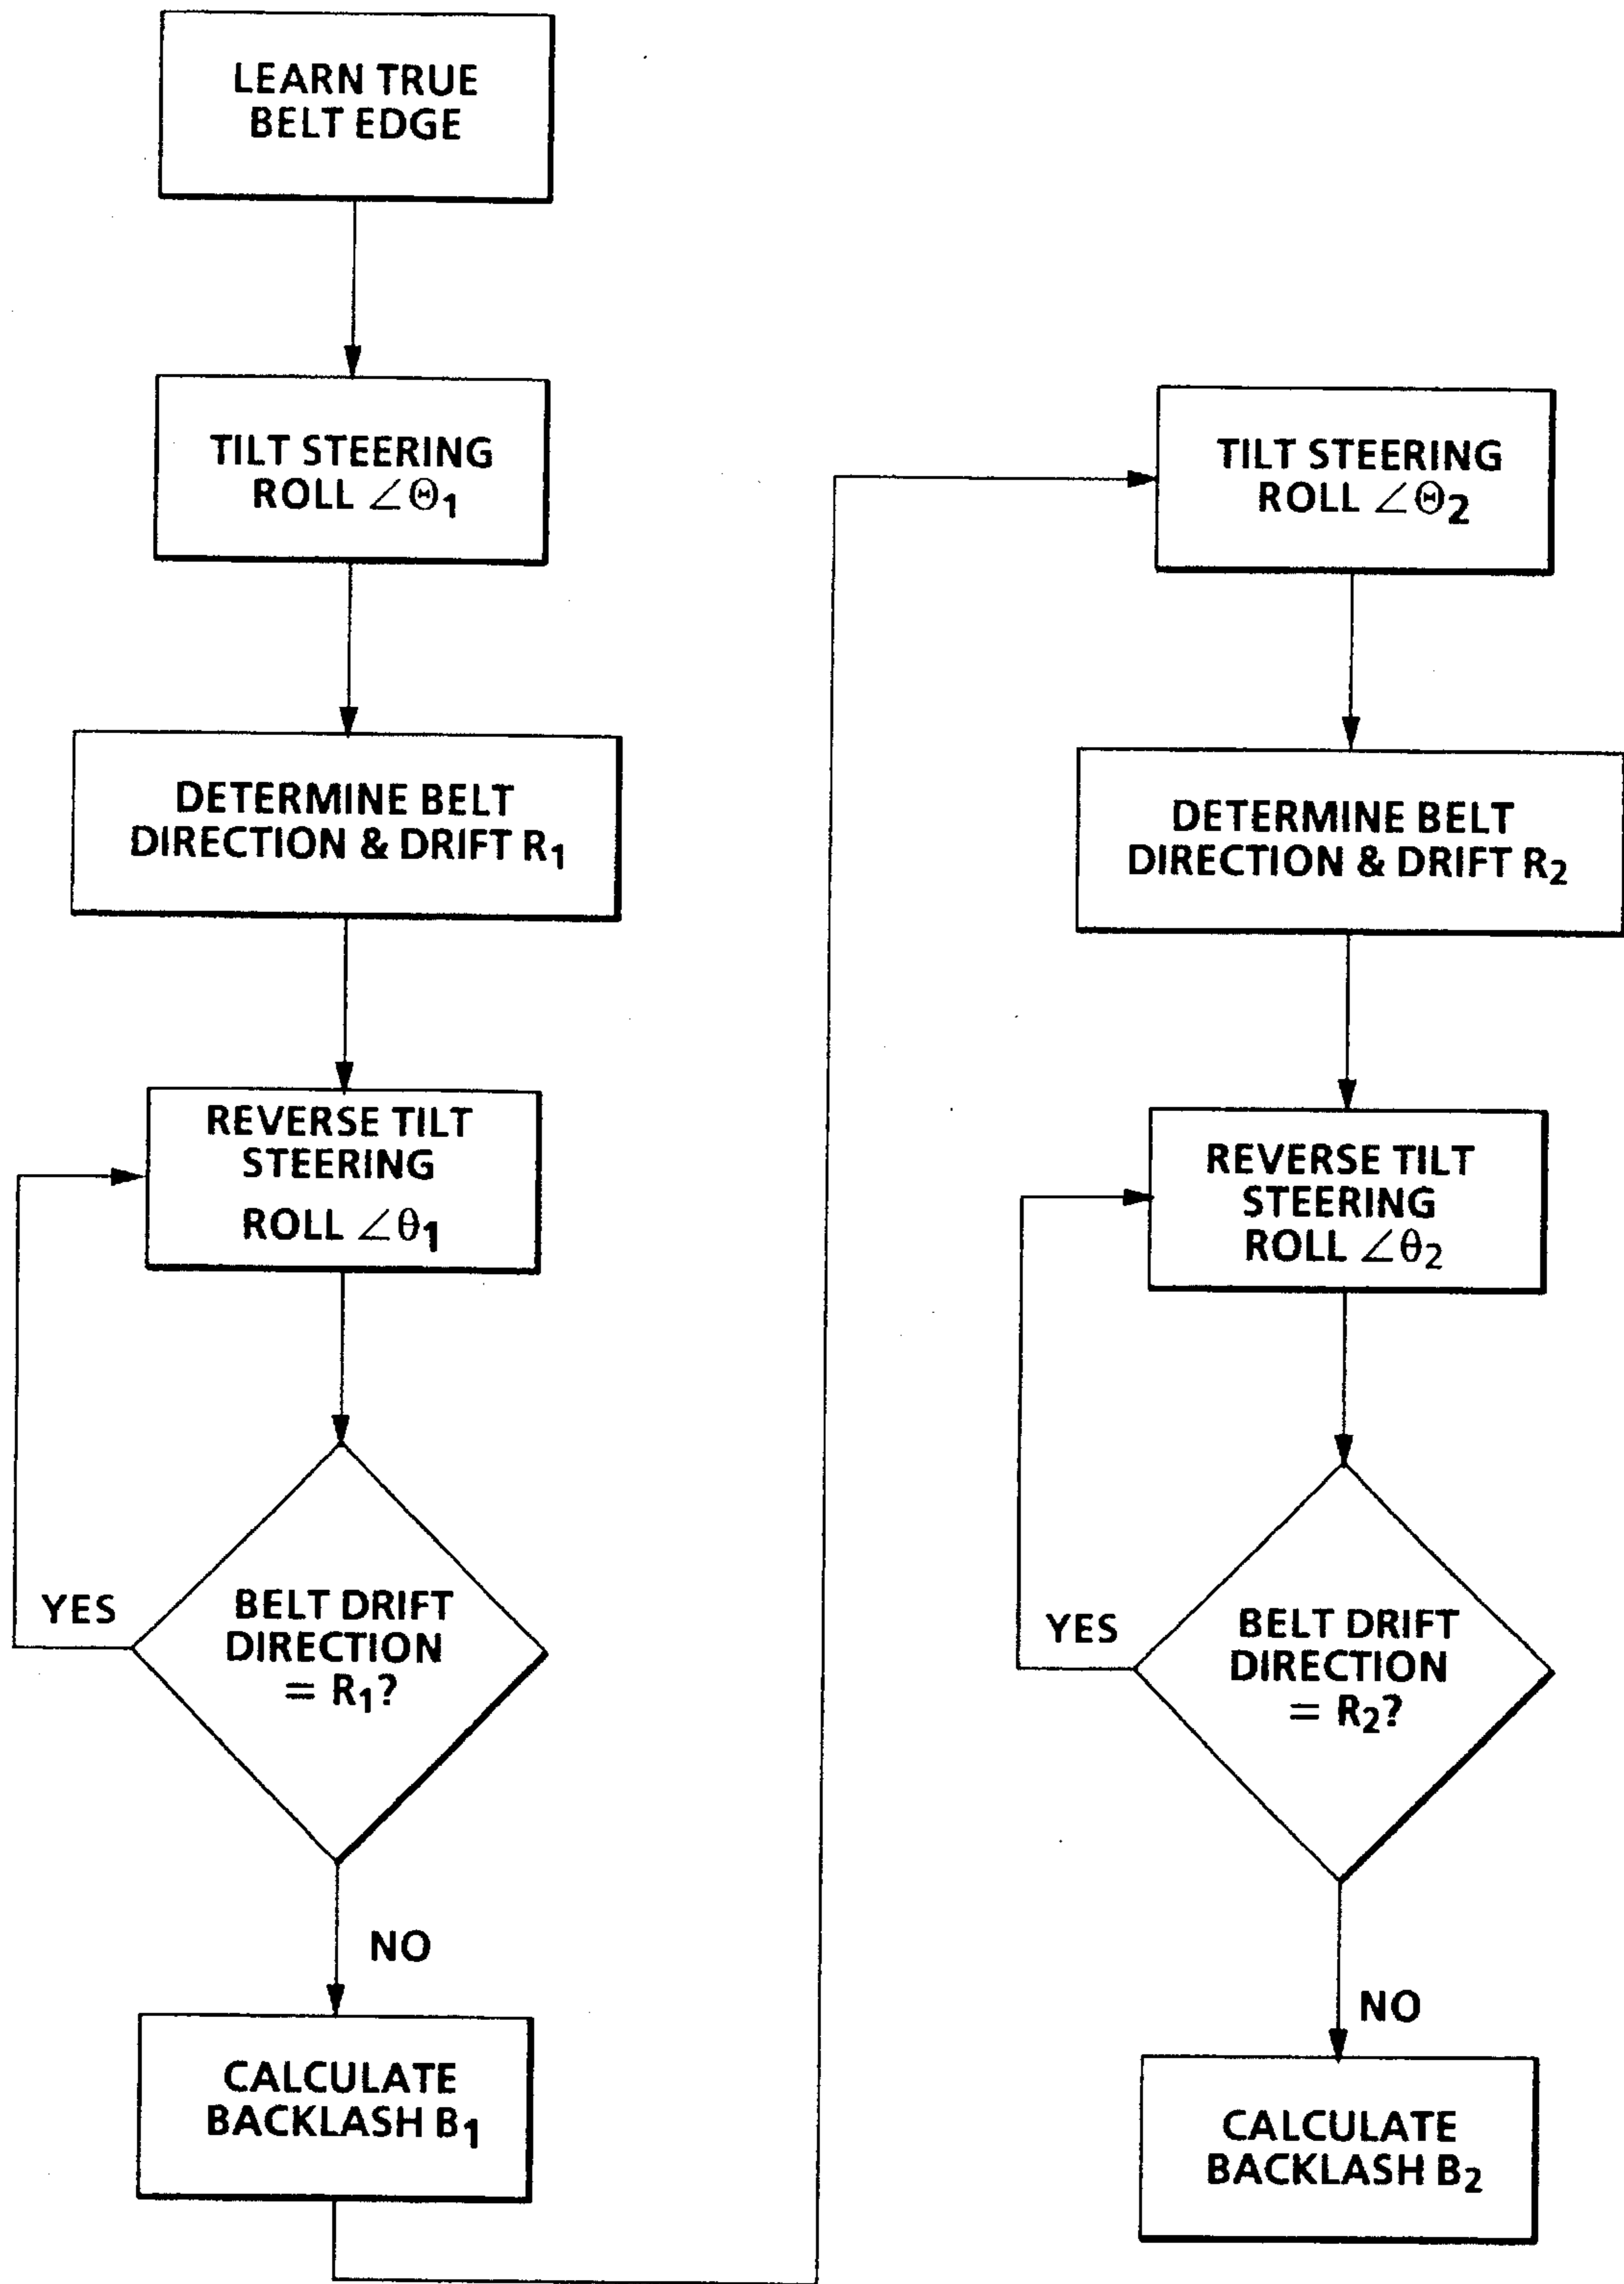 LEARN TRUE
BELT EDGE
TILT STEERING
ROLL ∠Θ₁
DETERMINE BELT
DIRECTION & DRIFT R₁
REVERSE TILT
STEERING
ROLL ∠θ₁
BELT DRIFT
DIRECTION
= R₁?
YES
NO
CALCULATE
BACKLASH B₁
TILT STEERING
ROLL ∠Θ₂
DETERMINE BELT
DIRECTION & DRIFT R₂
REVERSE TILT
STEERING
ROLL ∠θ₂
BELT DRIFT
DIRECTION
= R₂?
YES
NO
CALCULATE
BACKLASH B₂